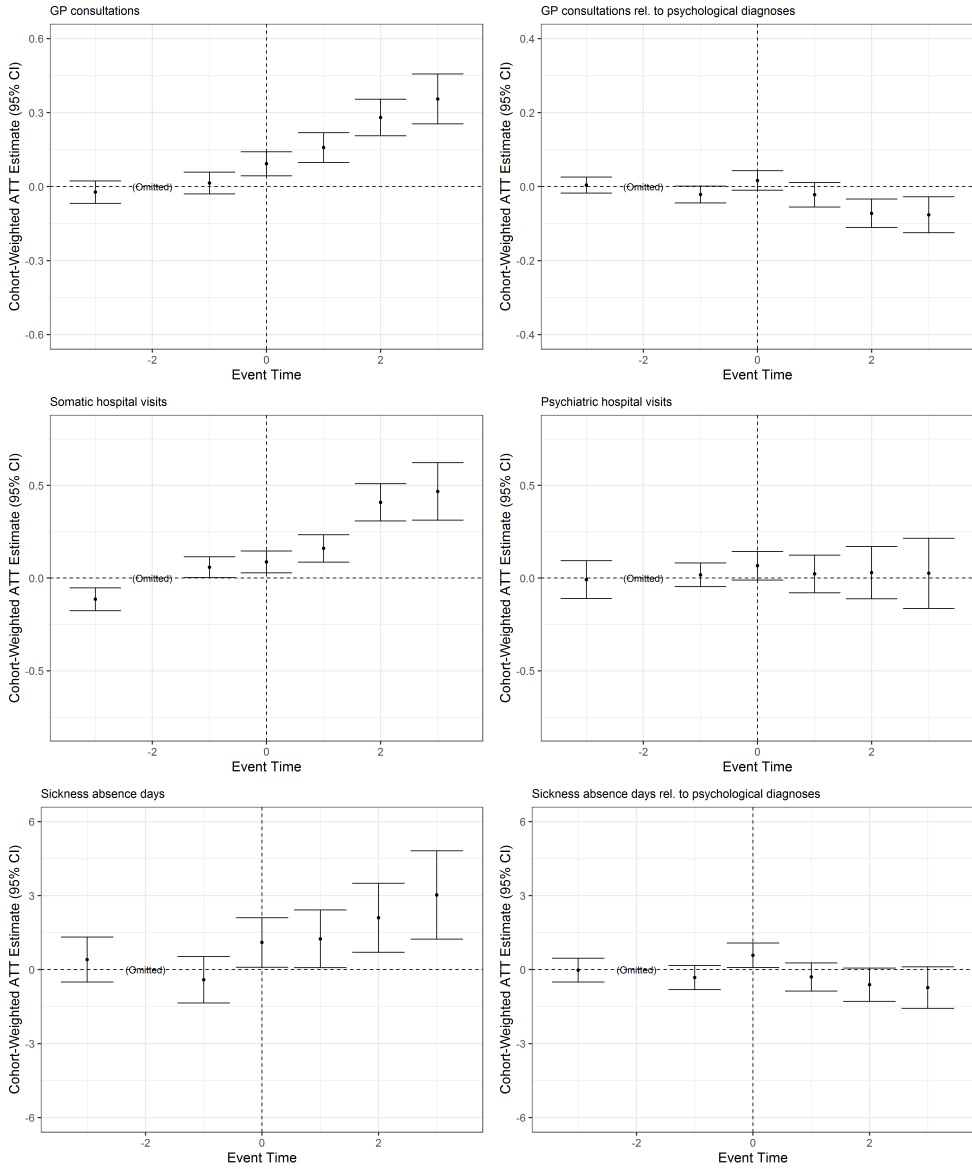 GP consultations
Cohort-Weighted ATT Estimate (95% CI)
0.6
0.3
0.0
-0.3
-0.6
(Omitted)
-2
0
2
Event Time
GP consultations rel. to psychological diagnoses
Cohort-Weighted ATT Estimate (95% CI)
0.4
0.2
0.0
-0.2
-0.4
(Omitted)
-2
0
2
Event Time
Somatic hospital visits
Cohort-Weighted ATT Estimate (95% CI)
0.5
0.0
-0.5
(Omitted)
-2
0
2
Event Time
Psychiatric hospital visits
Cohort-Weighted ATT Estimate (95% CI)
0.5
0.0
-0.5
(Omitted)
-2
0
2
Event Time
Sickness absence days
Cohort-Weighted ATT Estimate (95% CI)
6
3
0
-3
-6
(Omitted)
-2
0
2
Event Time
Sickness absence days rel. to psychological diagnoses
Cohort-Weighted ATT Estimate (95% CI)
6
3
0
-3
-6
(Omitted)
-2
0
2
Event Time